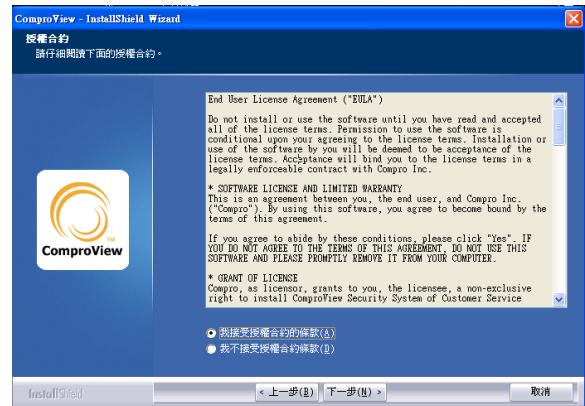 ComproView - InstallShield Wizard
授權合約
請仔細閱讀下面的授權合約。
End User License Agreement ("EULA")
Do not install or use the software until you have read and accepted
all of the license terms. Permission to use the software is
conditional upon your agreeing to the license terms. Installation or
use of the software by you will be deemed to be acceptance of the
license terms. Acceptance will bind you to the license terms in a
legally enforceable contract with Compro Inc.
* SOFTWARE LICENSE AND LIMITED WARRANTY
This is an agreement between you, the end user, and Compro Inc.
("Compro"). By using this software, you agree to become bound by the
terms of this agreement.
If you agree to abide by these conditions, please click "Yes". IF
YOU DO NOT AGREE TO THE TERMS OF THIS AGREEMENT, DO NOT USE THIS
SOFTWARE AND PLEASE PROMPTLY REMOVE IT FROM YOUR COMPUTER.
* GRANT OF LICENSE
Compro, as licensor, grants to you, the licensee, a non-exclusive
right to install ComproView Security System of Customer Service
ComproView
TM
我接受授權合約的條款(A)
我不接受授權合約條款(D)
InstallShield
< 上一步(B)
下一步(N) >
取消